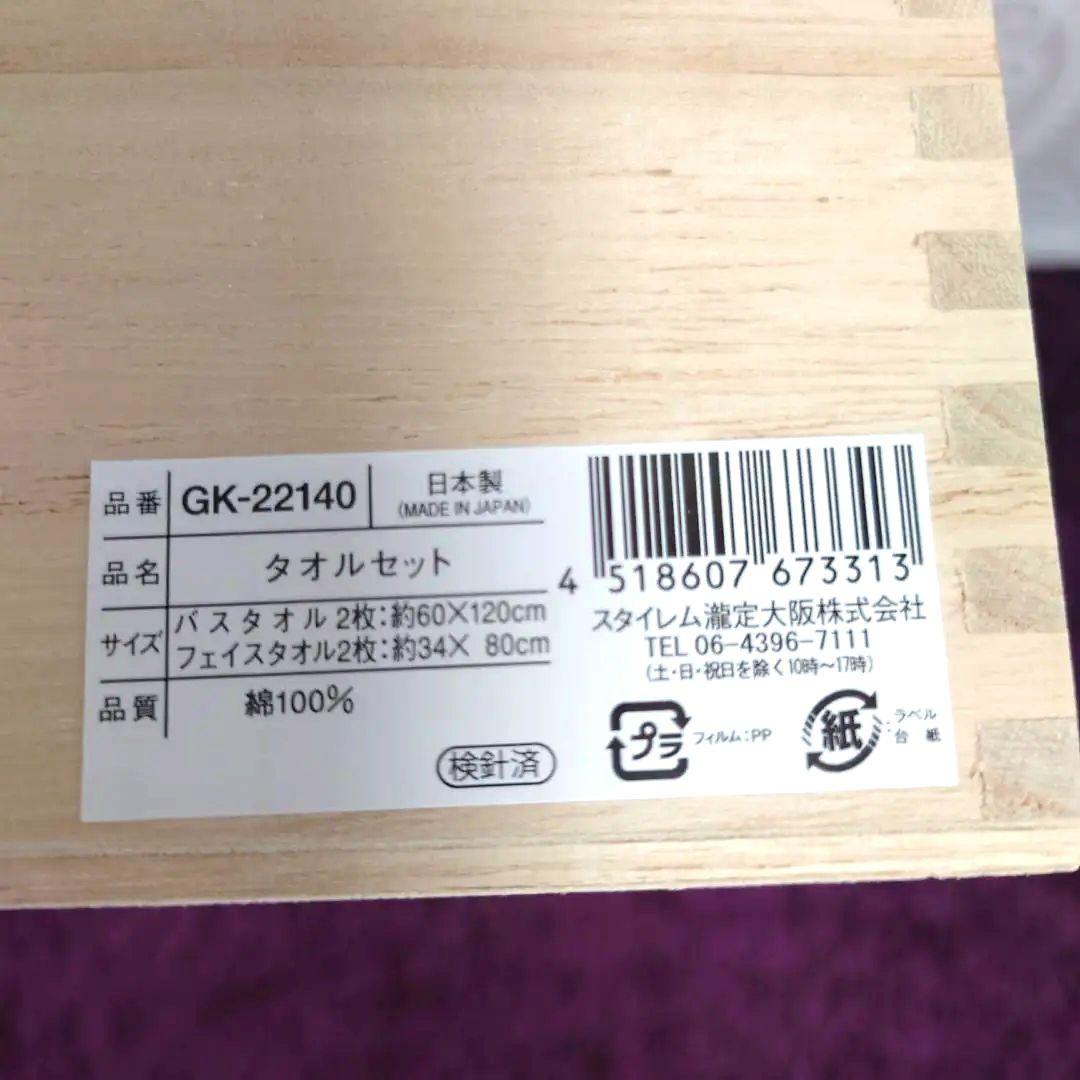 品番 GK-22140 日本製
(MADE IN JAPAN)
品名 タオルセット
サイズ バスタオル 2枚:約60×120cm
フェイスタオル2枚:約34× 80cm
品質 綿100%
検針済
4 518607 673313
スタイレム瀧定大阪株式会社
TEL 06-4396-7111
(土・日・祝日を除く10時~17時)
プラ フィルム:PP
紙 ラベル
台紙